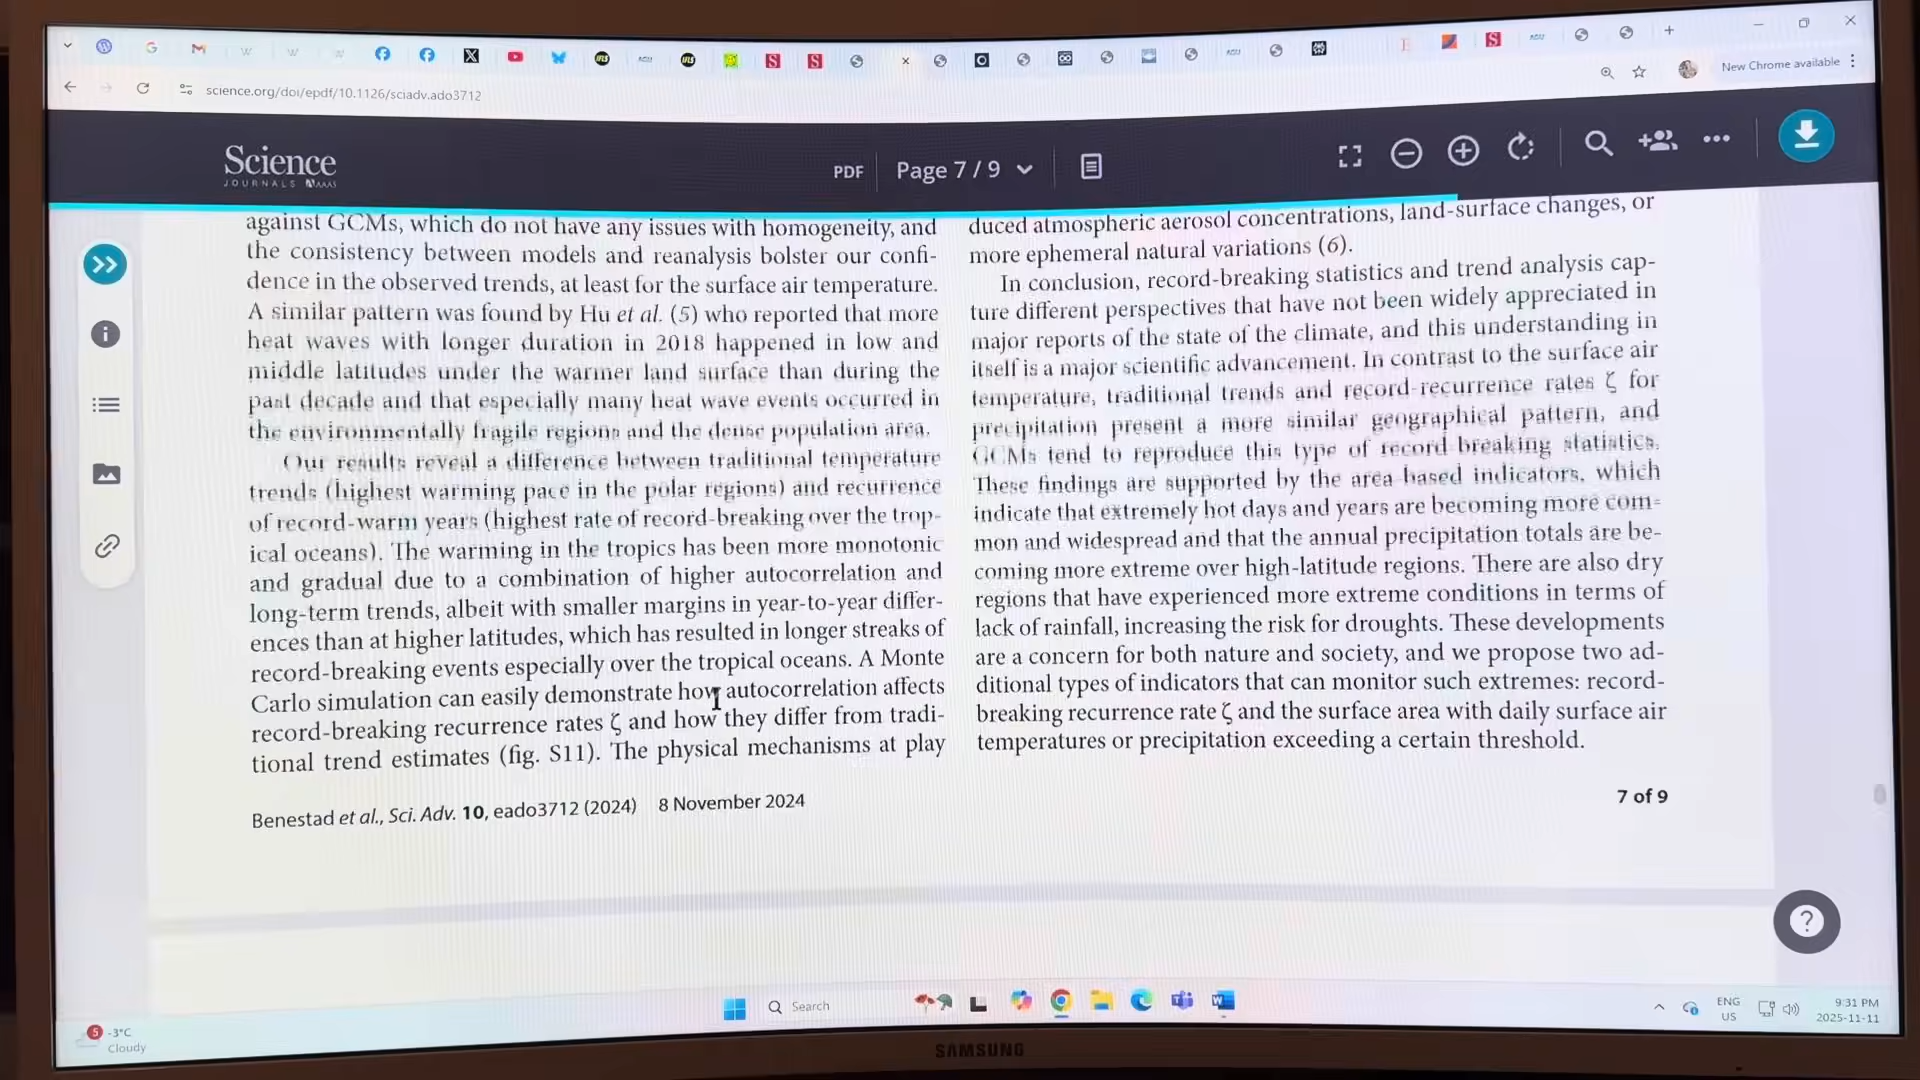 New Chrome available
science.org/doi/epdf/10.1126/sciadv.ado3712
Science
JOURNALS AAAS
PDF
Page 7 / 9
against GCMs, which do not have any issues with homogeneity, and
the consistency between models and reanalysis bolster our confi-
dence in the observed trends, at least for the surface air temperature.
A similar pattern was found by Hu et al. (5) who reported that more
heat waves with longer duration in 2018 happened in low and
middle latitudes under the warmer land surface than during the
past decade and that especially many heat wave events occurred in
the environmentally fragile regions and the dense population area.
Our results reveal a difference between traditional temperature
trends (highest warming pace in the polar regions) and recurrence
of record-warm years (highest rate of record-breaking over the trop-
ical oceans). The warming in the tropics has been more monotonic
and gradual due to a combination of higher autocorrelation and
long-term trends, albeit with smaller margins in year-to-year differ-
ences than at higher latitudes, which has resulted in longer streaks of
record-breaking events especially over the tropical oceans. A Monte
Carlo simulation can easily demonstrate how autocorrelation affects
record-breaking recurrence rates ζ and how they differ from tradi-
tional trend estimates (fig. S11). The physical mechanisms at play
duced atmospheric aerosol concentrations, land-surface changes, or
more ephemeral natural variations (6).
In conclusion, record-breaking statistics and trend analysis cap-
ture different perspectives that have not been widely appreciated in
major reports of the state of the climate, and this understanding in
itself is a major scientific advancement. In contrast to the surface air
temperature, traditional trends and record-recurrence rates ζ for
precipitation present a more similar geographical pattern, and
GCMs tend to reproduce this type of record breaking statistics.
These findings are supported by the area based indicators, which
indicate that extremely hot days and years are becoming more com-
mon and widespread and that the annual precipitation totals are be-
coming more extreme over high-latitude regions. There are also dry
regions that have experienced more extreme conditions in terms of
lack of rainfall, increasing the risk for droughts. These developments
are a concern for both nature and society, and we propose two ad-
ditional types of indicators that can monitor such extremes: record-
breaking recurrence rate ζ and the surface area with daily surface air
temperatures or precipitation exceeding a certain threshold.
Benestad et al., Sci. Adv. 10, eado3712 (2024) 8 November 2024
7 of 9
Search
5
-3°C
Cloudy
ENG
US
9:31 PM
2025-11-11
SAMSUNG